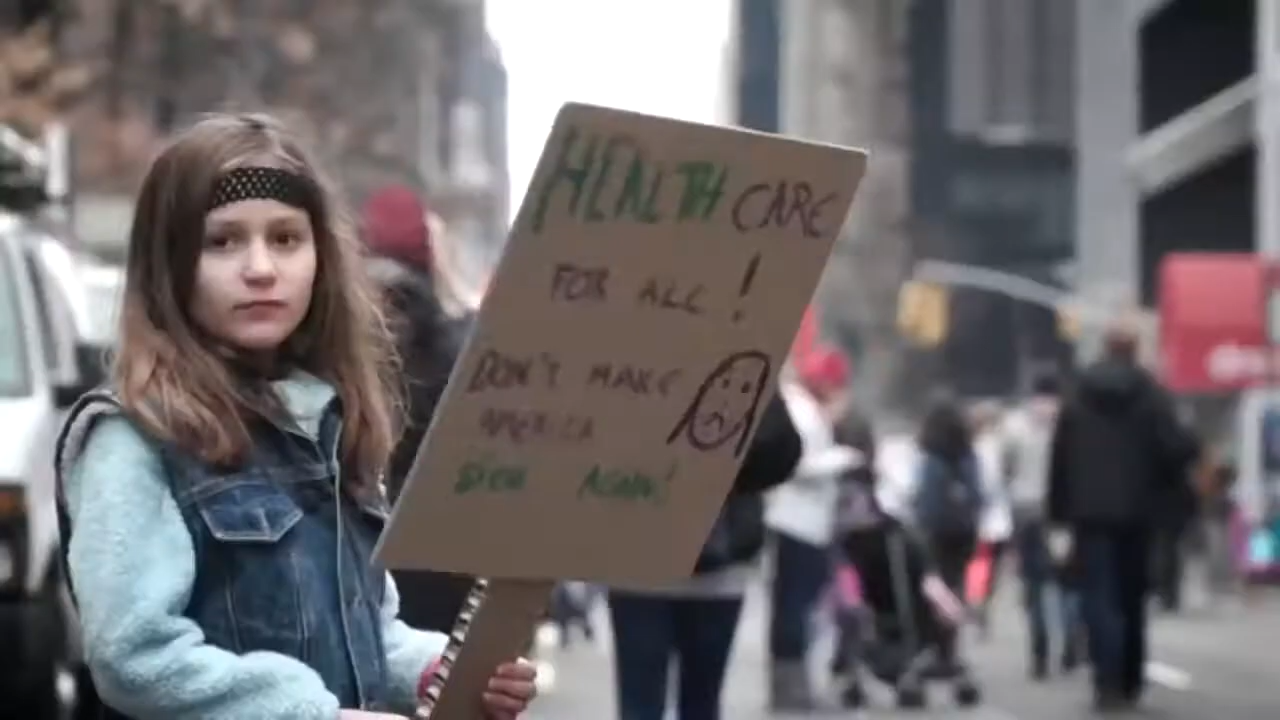 HEALTH CARE
FOR ALL!
DON'T MAKE
AMERICA
SICK AGAIN!